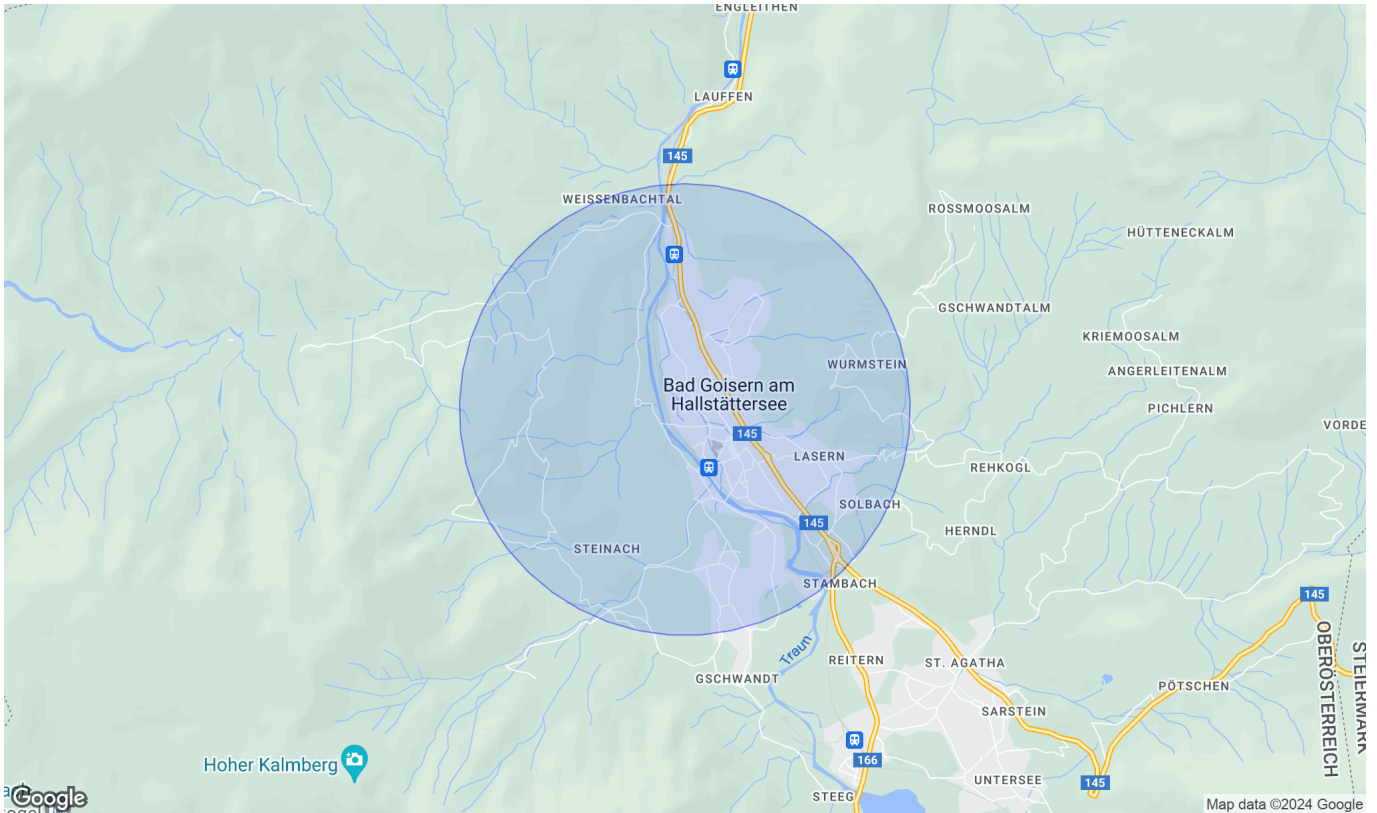 ENGLEITHEN
LAUFFEN
145
WEISSENBACHTAL
ROSSMOOSALM
HÜTTENECKALM
GSCHWANDTALM
KRIEMOOSALM
WURMSTEIN
ANGERLEITENALM
Bad Goisern am
Hallstättersee
PICHLERN
VORDE
145
LASERN
REHKOGL
SOLBACH
145
HERNDL
STEINACH
STAMBACH
145
OBERÖSTERREICH
STEIERMARK
Traun
REITERN
ST. AGATHA
GSCHWANDT
PÖTSCHEN
SARSTEIN
Hoher Kalmberg
166
UNTERSEE
145
STEEG
Google
Map data ©2024 Google